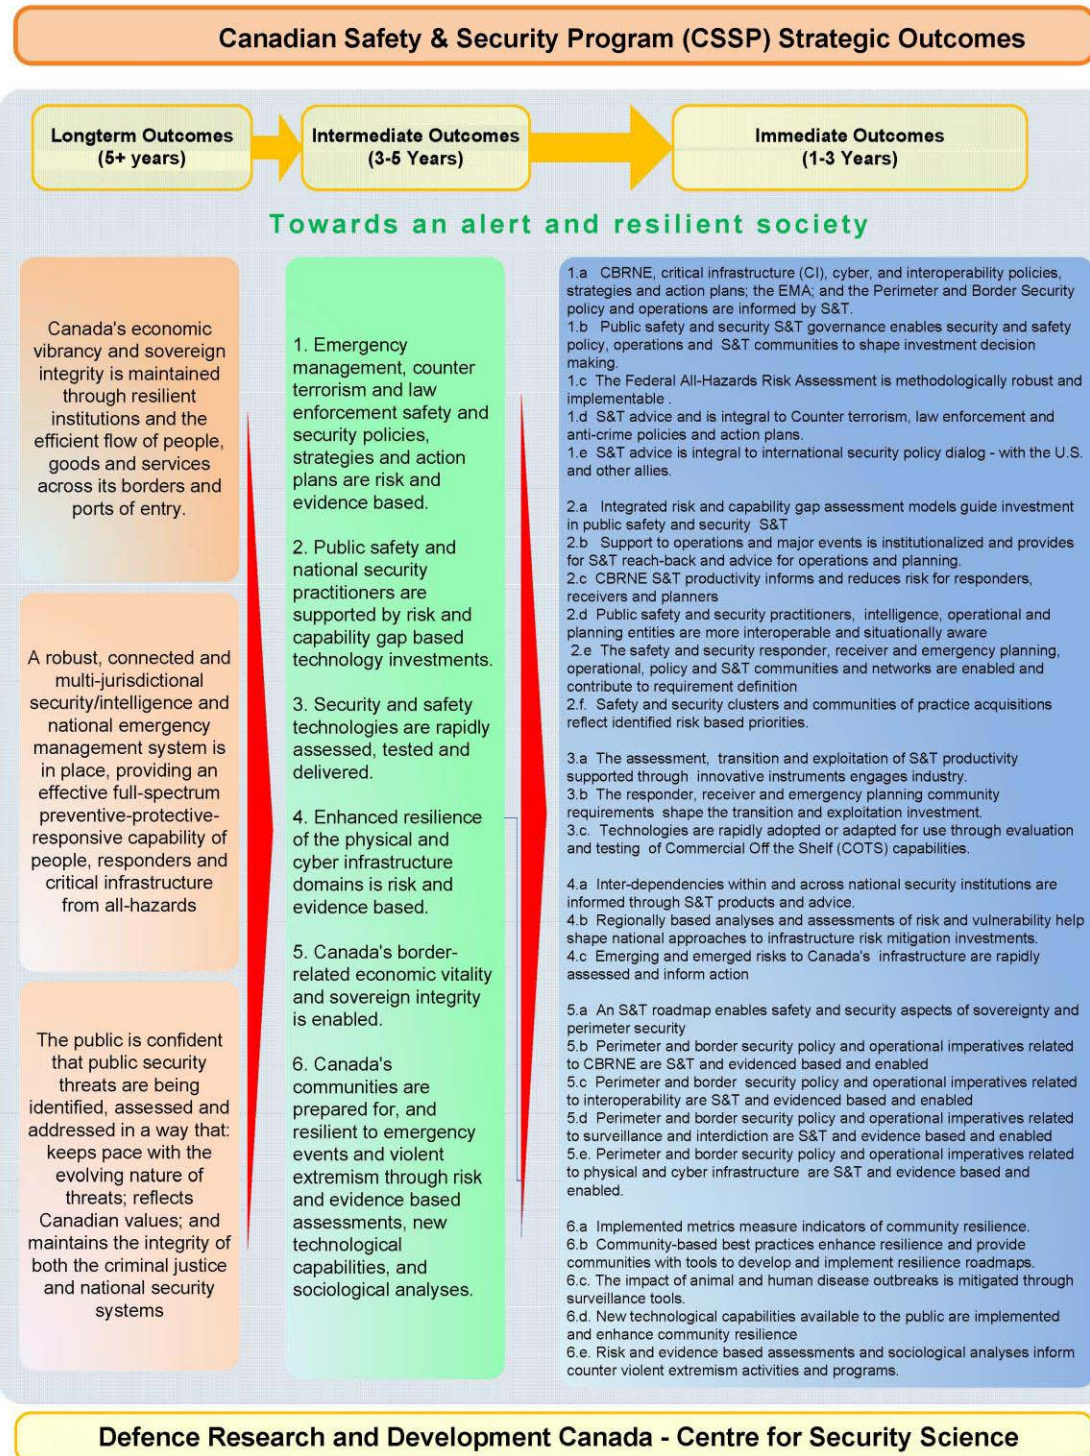 Canadian Safety & Security Program (CSSP) Strategic Outcomes
Longterm Outcomes
(5+ years)
Intermediate Outcomes
(3-5 Years)
Immediate Outcomes
(1-3 Years)
Towards an alert and resilient society
Canada's economic
vibrancy and sovereign
integrity is maintained
through resilient
institutions and the
efficient flow of people,
goods and services
across its borders and
ports of entry.
A robust, connected and
multi-jurisdictional
security/intelligence and
national emergency
management system is
in place, providing an
effective full-spectrum
preventive-protective-
responsive capability of
people, responders and
critical infrastructure
from all-hazards
The public is confident
that public security
threats are being
identified, assessed and
addressed in a way that:
keeps pace with the
evolving nature of
threats; reflects
Canadian values; and
maintains the integrity of
both the criminal justice
and national security
systems
1. Emergency
management, counter
terrorism and law
enforcement safety and
security policies,
strategies and action
plans are risk and
evidence based.
2. Public safety and
national security
practitioners are
supported by risk and
capability gap based
technology investments.
3. Security and safety
technologies are rapidly
assessed, tested and
delivered.
4. Enhanced resilience
of the physical and
cyber infrastructure
domains is risk and
evidence based.
5. Canada's border-
related economic vitality
and sovereign integrity
is enabled.
6. Canada's
communities are
prepared for, and
resilient to emergency
events and violent
extremism through risk
and evidence based
assessments, new
technological
capabilities, and
sociological analyses.
1.a CBRNE, critical infrastructure (CI), cyber, and interoperability policies,
strategies and action plans; the EMA; and the Perimeter and Border Security
policy and operations are informed by S&T.
1.b Public safety and security S&T governance enables security and safety
policy, operations and S&T communities to shape investment decision
making.
1.c The Federal All-Hazards Risk Assessment is methodologically robust and
implementable .
1.d S&T advice and is integral to Counter terrorism, law enforcement and
anti-crime policies and action plans.
1.e S&T advice is integral to international security policy dialog - with the U.S.
and other allies.
2.a Integrated risk and capability gap assessment models guide investment
in public safety and security S&T
2.b Support to operations and major events is institutionalized and provides
for S&T reach-back and advice for operations and planning.
2.c CBRNE S&T productivity informs and reduces risk for responders,
receivers and planners
2.d Public safety and security practitioners, intelligence, operational and
planning entities are more interoperable and situationally aware
2.e The safety and security responder, receiver and emergency planning,
operational, policy and S&T communities and networks are enabled and
contribute to requirement definition
2.f. Safety and security clusters and communities of practice acquisitions
reflect identified risk based priorities.
3.a The assessment, transition and exploitation of S&T productivity
supported through innovative instruments engages industry.
3.b The responder, receiver and emergency planning community
requirements shape the transition and exploitation investment.
3.c. Technologies are rapidly adopted or adapted for use through evaluation
and testing of Commercial Off the Shelf (COTS) capabilities.
4.a Inter-dependencies within and across national security institutions are
informed through S&T products and advice.
4.b Regionally based analyses and assessments of risk and vulnerability help
shape national approaches to infrastructure risk mitigation investments.
4.c Emerging and emerged risks to Canada's infrastructure are rapidly
assessed and inform action
5.a An S&T roadmap enables safety and security aspects of sovereignty and
perimeter security
5.b Perimeter and border security policy and operational imperatives related
to CBRNE are S&T and evidenced based and enabled
5.c Perimeter and border security policy and operational imperatives related
to interoperability are S&T and evidenced based and enabled
5.d Perimeter and border security policy and operational imperatives related
to surveillance and interdiction are S&T and evidence based and enabled
5.e. Perimeter and border security policy and operational imperatives related
to physical and cyber infrastructure are S&T and evidence based and
enabled.
6.a Implemented metrics measure indicators of community resilience.
6.b Community-based best practices enhance resilience and provide
communities with tools to develop and implement resilience roadmaps.
6.c. The impact of animal and human disease outbreaks is mitigated through
surveillance tools.
6.d. New technological capabilities available to the public are implemented
and enhance community resilience
6.e. Risk and evidence based assessments and sociological analyses inform
counter violent extremism activities and programs.
Defence Research and Development Canada - Centre for Security Science